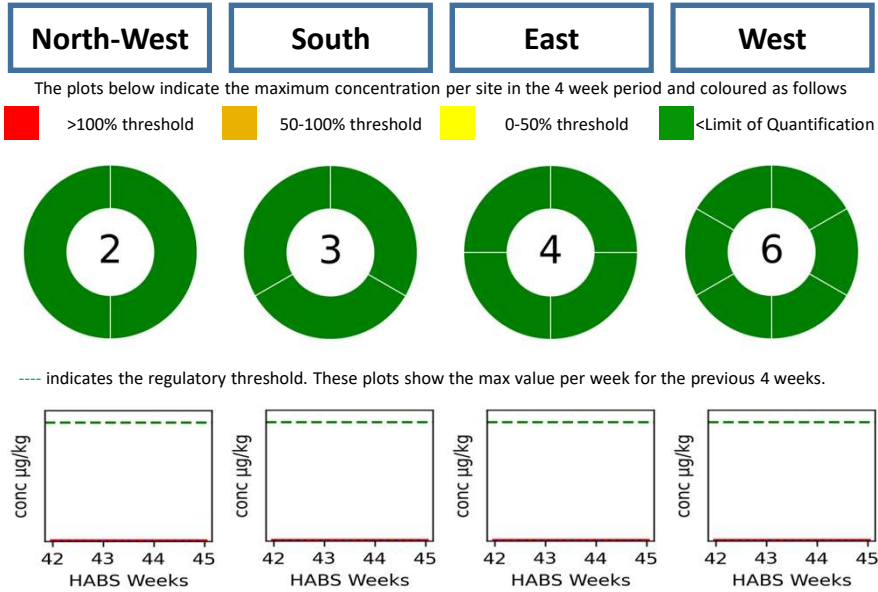 North-West South East West
The plots below indicate the maximum concentration per site in the 4 week period and coloured as follows
>100% threshold 50-100% threshold 0-50% threshold <Limit of Quantification
2 3 4 6
---- indicates the regulatory threshold. These plots show the max value per week for the previous 4 weeks.
conc µg/kg conc µg/kg conc µg/kg conc µg/kg
42 43 44 45 42 43 44 45 42 43 44 45 42 43 44 45
HABS Weeks HABS Weeks HABS Weeks HABS Weeks